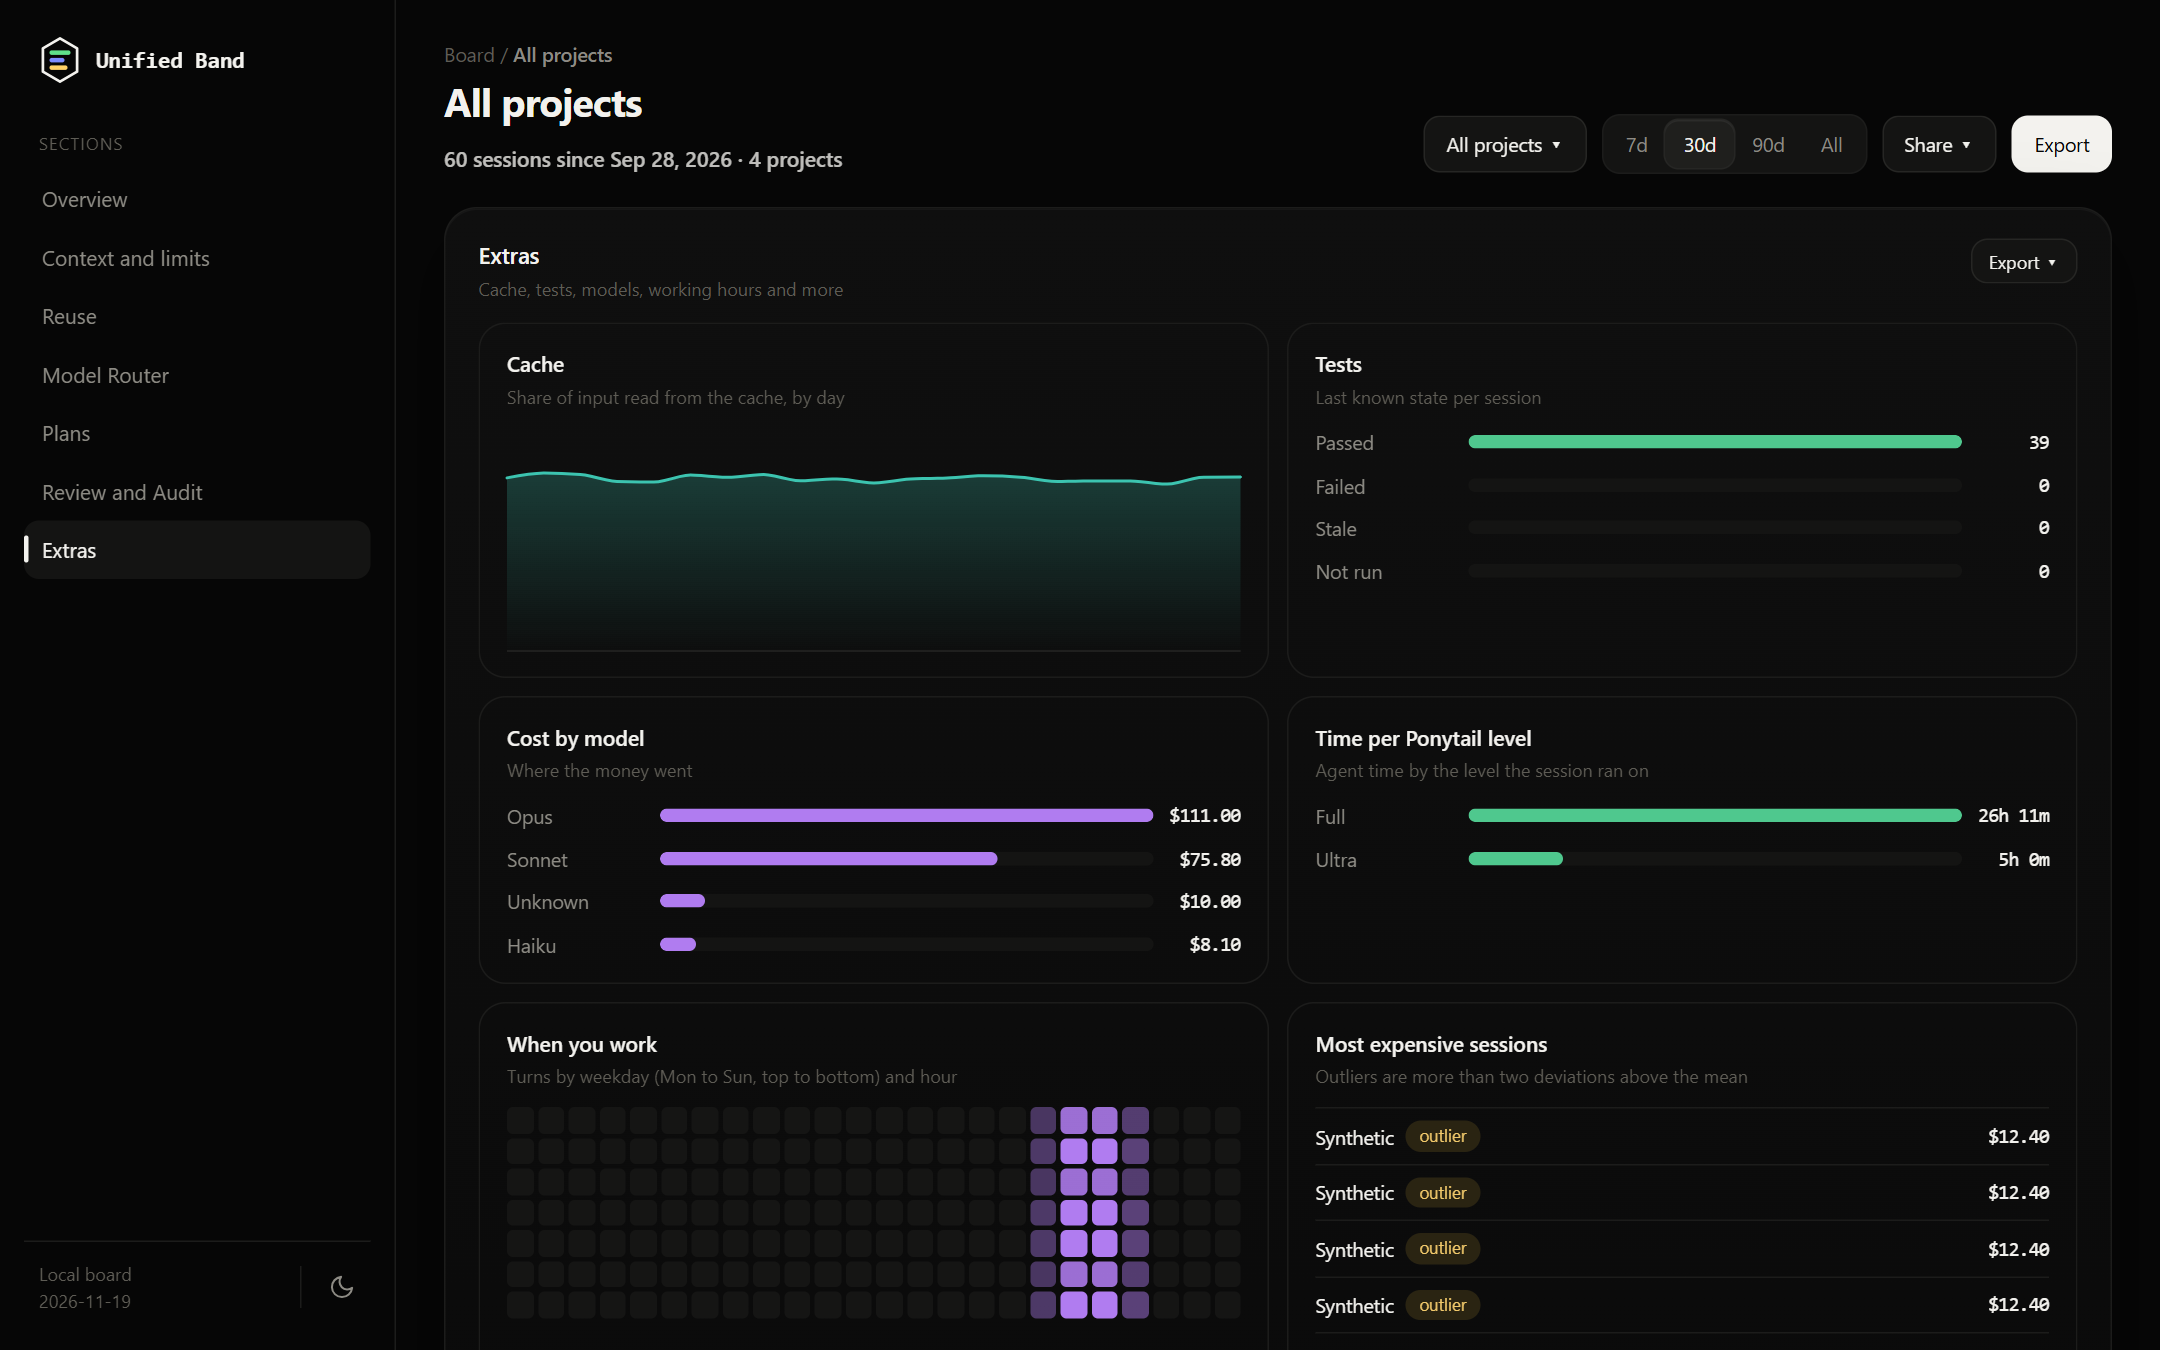 Unified Band
SECTIONS
Overview
Context and limits
Reuse
Model Router
Plans
Review and Audit
Extras
Local board
2026-11-19
Board / All projects
All projects
60 sessions since Sep 28, 2026 · 4 projects
All projects ▾
7d 30d 90d All
Share ▾
Export
Extras
Cache, tests, models, working hours and more
Export ▾
Cache
Share of input read from the cache, by day
Tests
Last known state per session
Passed 39
Failed 0
Stale 0
Not run 0
Cost by model
Where the money went
Opus $111.00
Sonnet $75.80
Unknown $10.00
Haiku $8.10
Time per Ponytail level
Agent time by the level the session ran on
Full 26h 11m
Ultra 5h 0m
When you work
Turns by weekday (Mon to Sun, top to bottom) and hour
Most expensive sessions
Outliers are more than two deviations above the mean
Synthetic outlier $12.40
Synthetic outlier $12.40
Synthetic outlier $12.40
Synthetic outlier $12.40